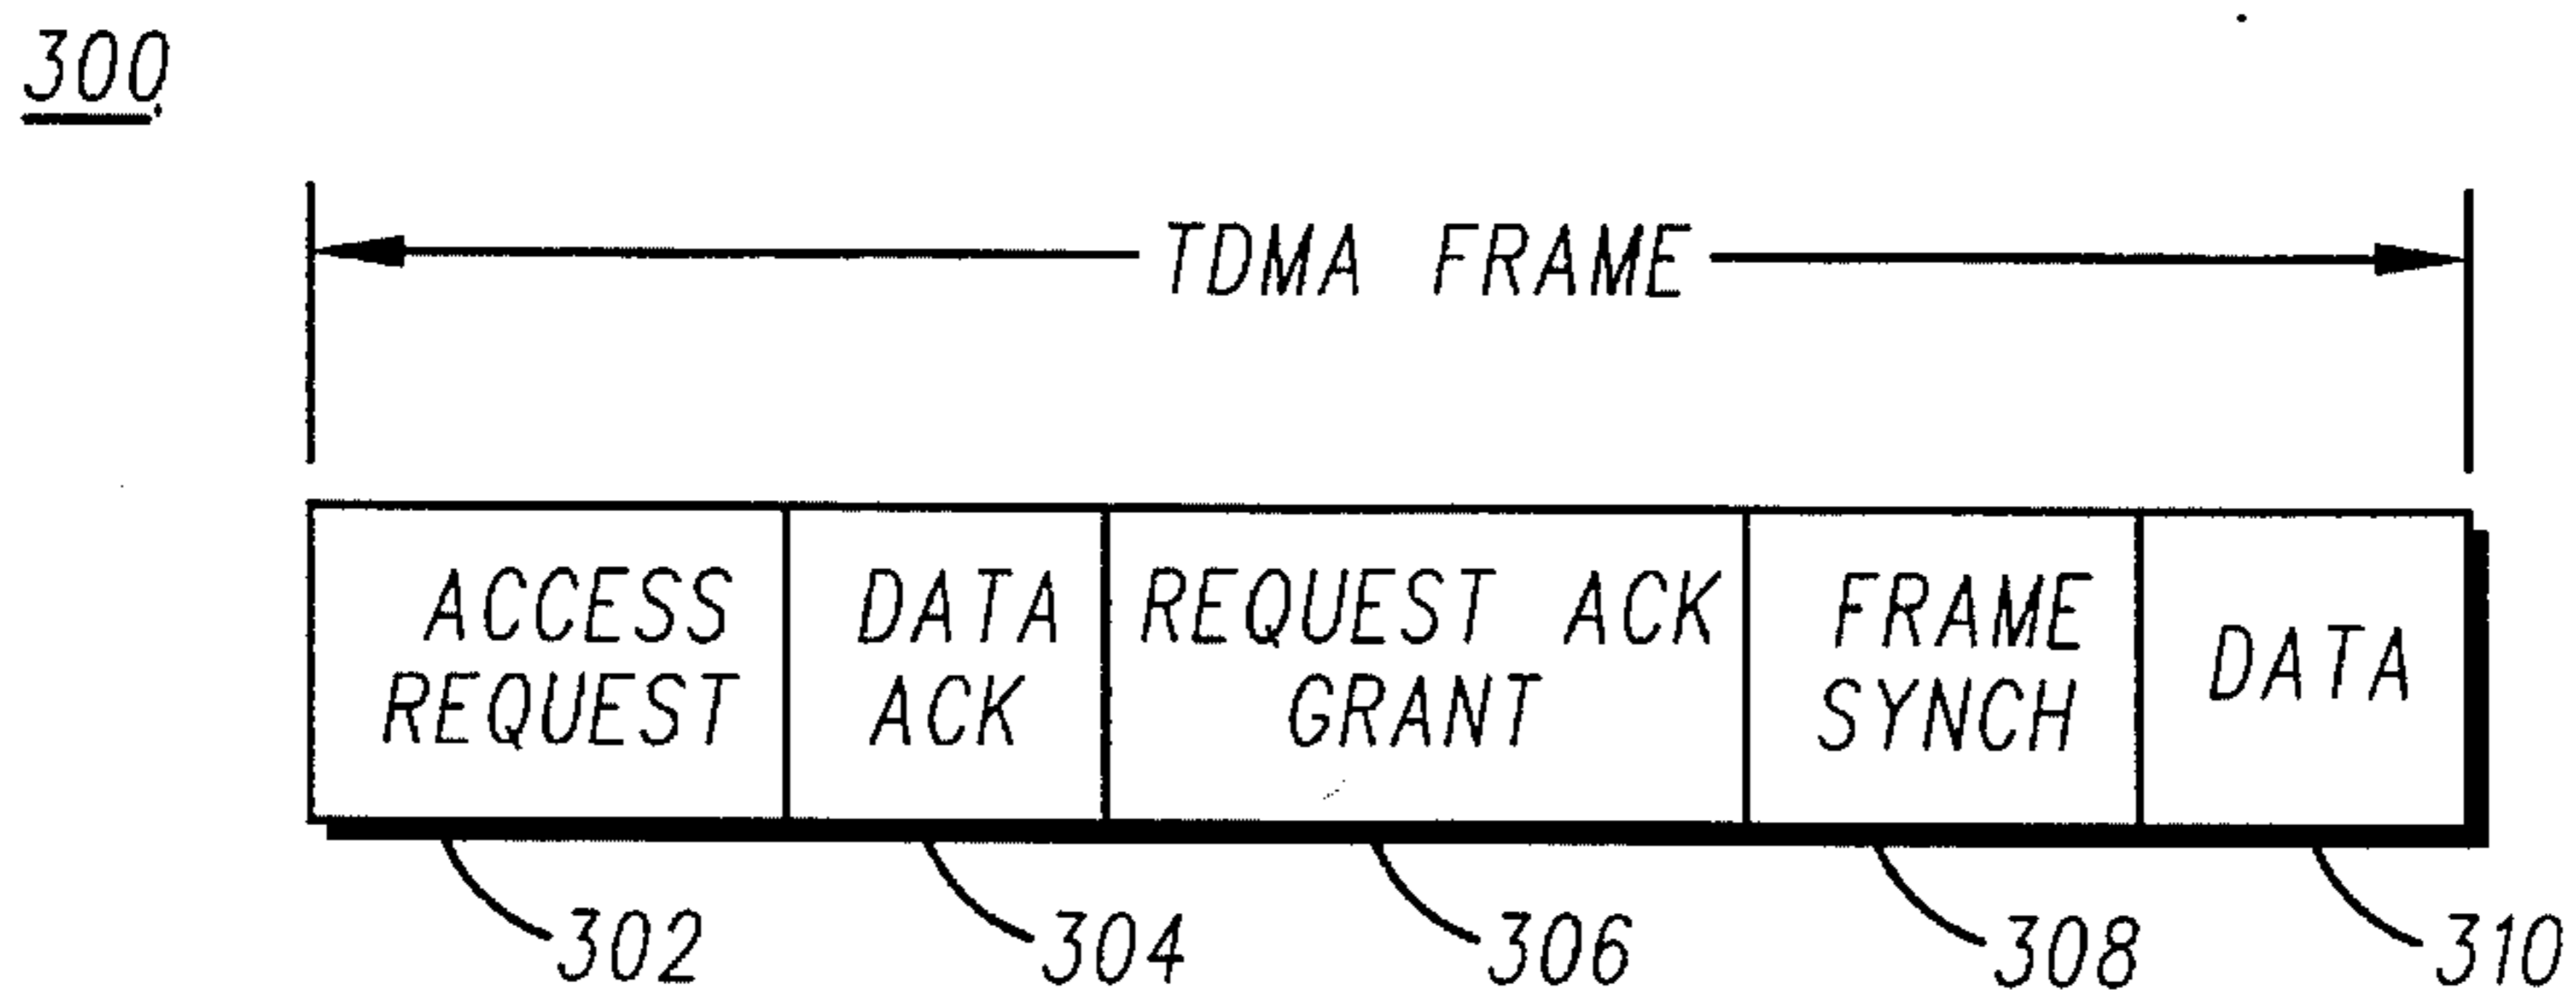 300
TDMA FRAME
ACCESS
REQUEST
DATA
ACK
REQUEST ACK
GRANT
FRAME
SYNCH
DATA
302
304
306
308
310